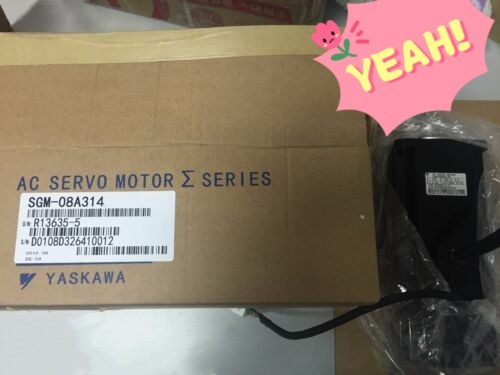 YEAH!
AC SERVO MOTOR Σ SERIES
SGM-08A314
O/N R13635-5
S/N D0108D326410012
YASKAWA